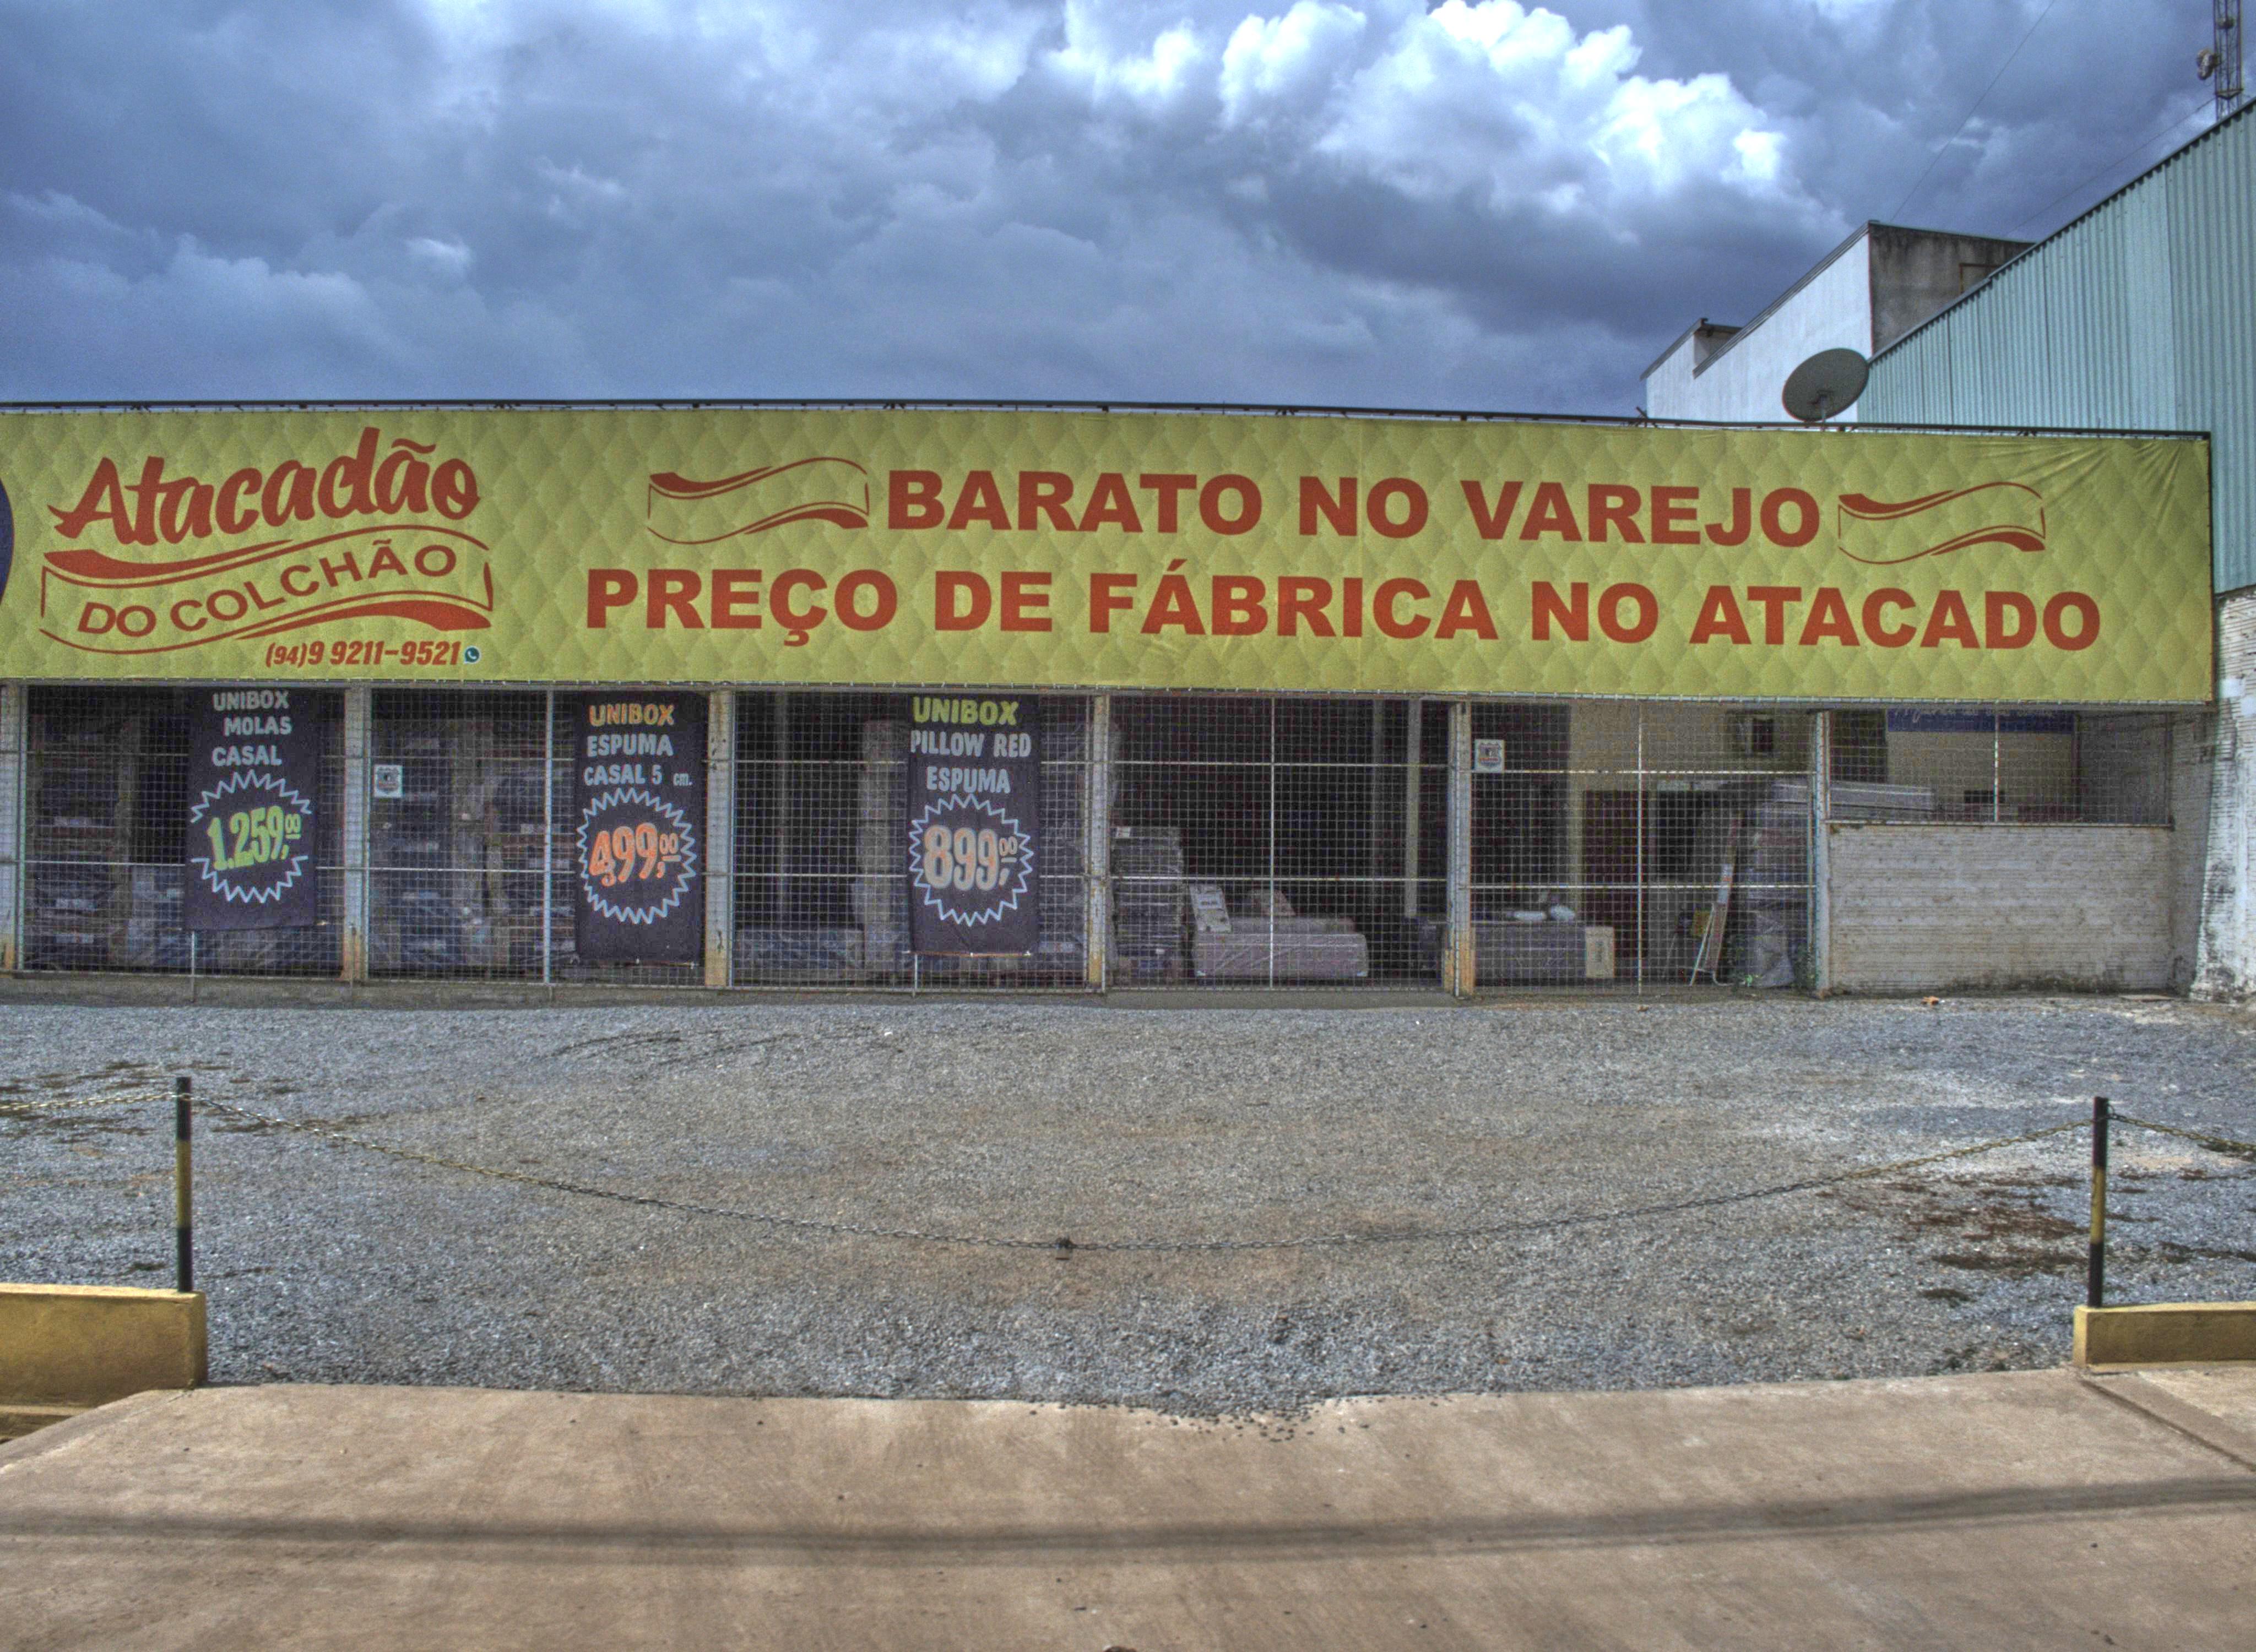 Atacadão
DO COLCHÃO
(94)9 9211-9521
BARATO NO VAREJO
PREÇO DE FÁBRICA NO ATACADO
UNIBOX
MOLAS
CASAL
1.259,00
UNIBOX
ESPUMA
CASAL 5 cm.
499,00
UNIBOX
PILLOW RED
ESPUMA
899,00